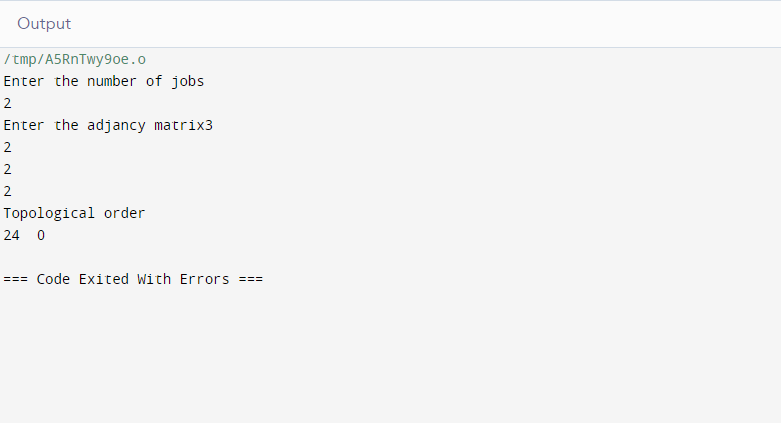 Output
/tmp/A5RnTwy9oe.o
Enter the number of jobs
2
Enter the adjancy matrix3
2
2
2
Topological order
24  0
=== Code Exited With Errors ===